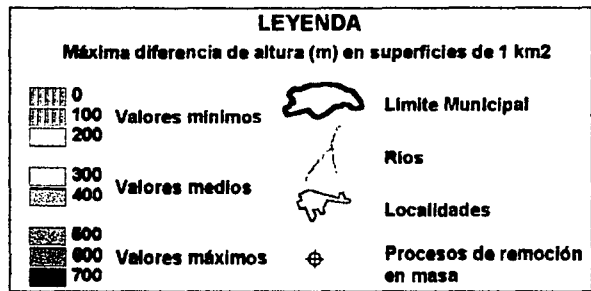 LEYENDA
Máxima diferencia de altura (m) en superficies de 1 km2
0
100
200
Valores mínimos
300
400
Valores medios
500
600
700
Valores máximos
Límite Municipal
Ríos
Localidades
Procesos de remoción
en masa